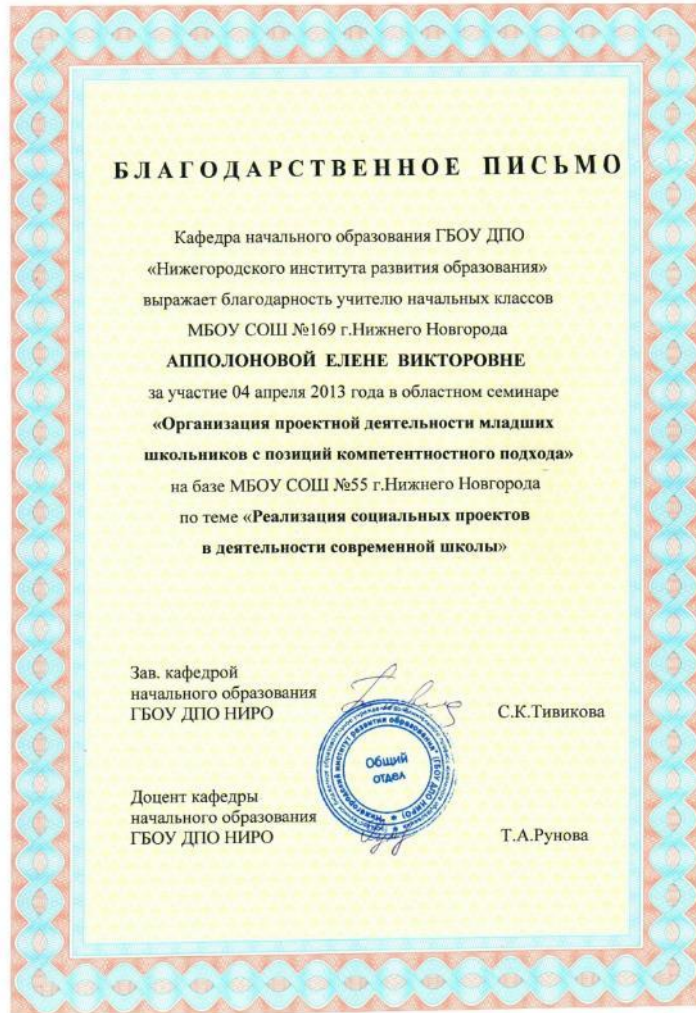 БЛАГОДАРСТВЕННОЕ ПИСЬМО
Кафедра начального образования ГБОУ ДПО
«Нижегородского института развития образования»
выражает благодарность учителю начальных классов
МБОУ СОШ №169 г.Нижнего Новгорода
АППОЛОНОВОЙ ЕЛЕНЕ ВИКТОРОВНЕ
за участие 04 апреля 2013 года в областном семинаре
«Организация проектной деятельности младших
школьников с позиций компетентностного подхода»
на базе МБОУ СОШ №55 г.Нижнего Новгорода
по теме «Реализация социальных проектов
в деятельности современной школы»
Зав. кафедрой
начального образования
ГБОУ ДПО НИРО
С.К.Тивикова
Общий
отдел
Доцент кафедры
начального образования
ГБОУ ДПО НИРО
Т.А.Рунова